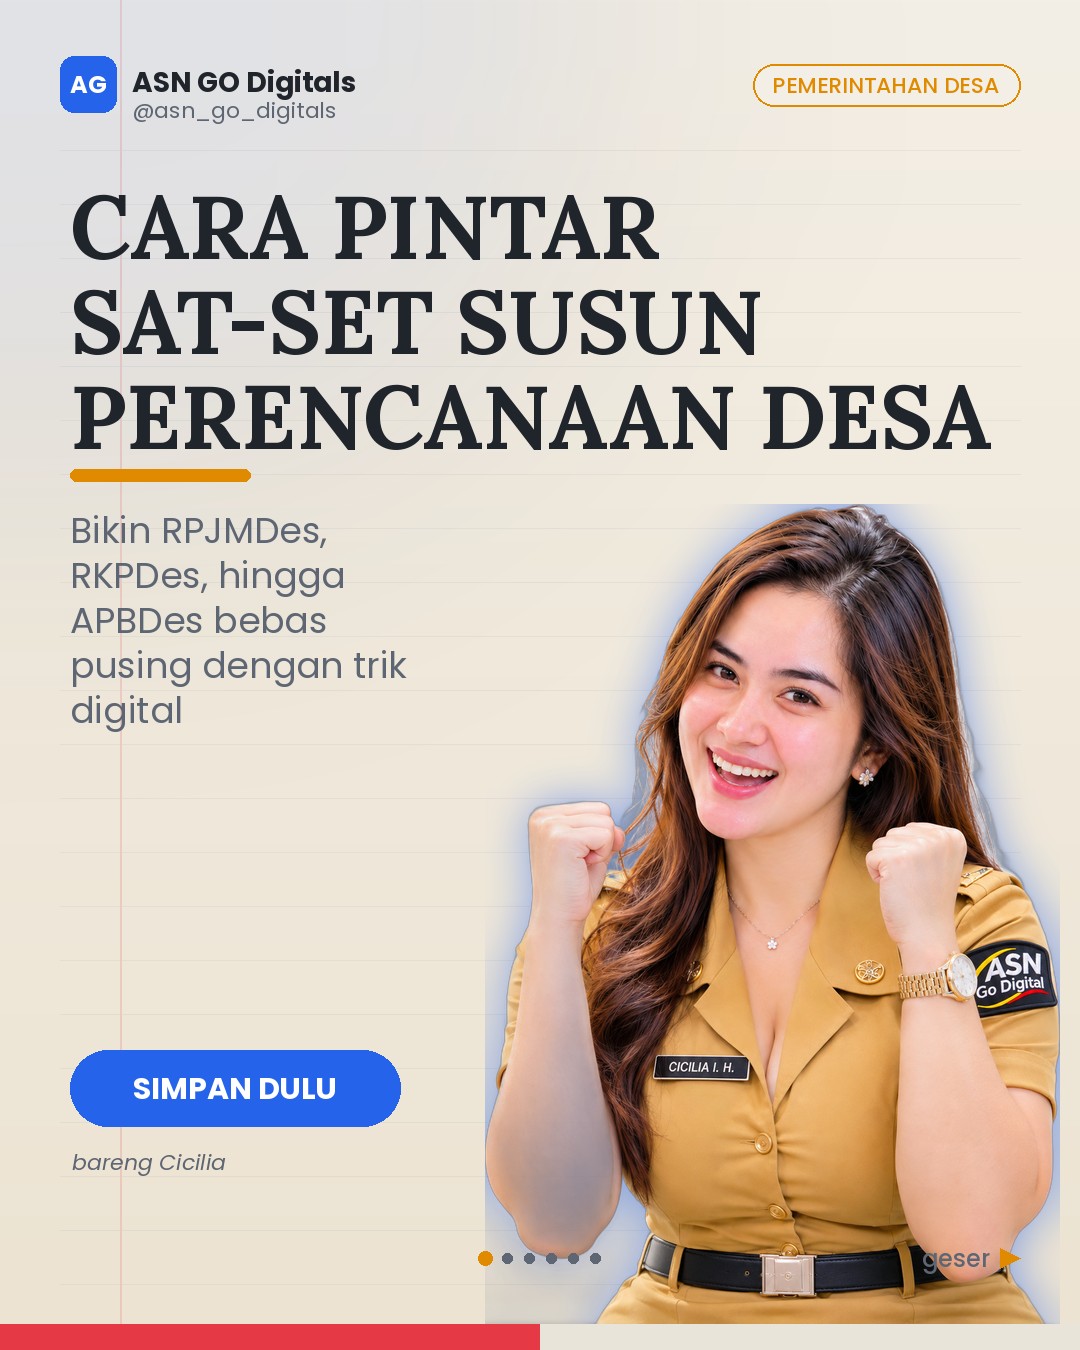 AG
ASN GO Digitals
@asn_go_digitals
PEMERINTAHAN DESA
CARA PINTAR
SAT-SET SUSUN
PERENCANAAN DESA
Bikin RPJMDes,
RKPDes, hingga
APBDes bebas
pusing dengan trik
digital
ASN
Go Digital
CICILIA I. H.
SIMPAN DULU
bareng Cicilia
geser